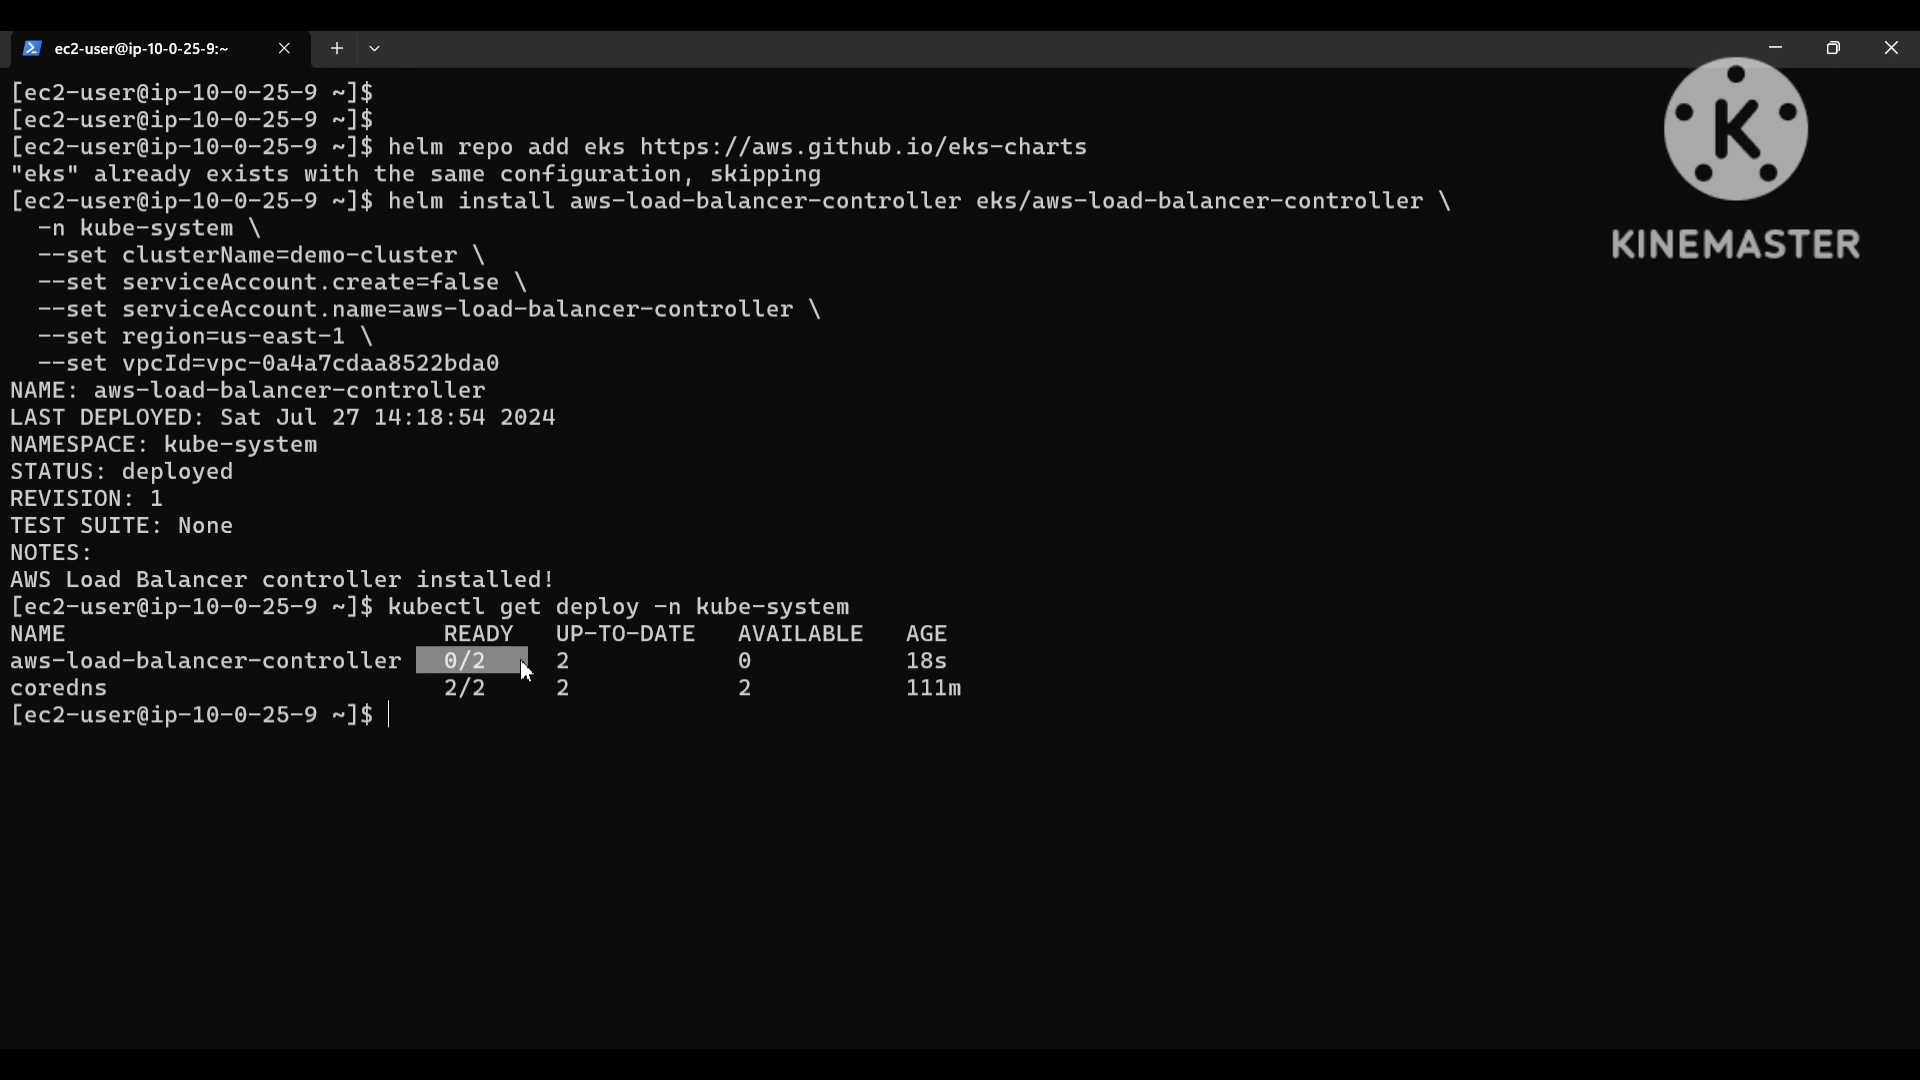 ec2-user@ip-10-0-25-9:~
[ec2-user@ip-10-0-25-9 ~]$
[ec2-user@ip-10-0-25-9 ~]$
[ec2-user@ip-10-0-25-9 ~]$ helm repo add eks https://aws.github.io/eks-charts
"eks" already exists with the same configuration, skipping
[ec2-user@ip-10-0-25-9 ~]$ helm install aws-load-balancer-controller eks/aws-load-balancer-controller \
  -n kube-system \
  --set clusterName=demo-cluster \
  --set serviceAccount.create=false \
  --set serviceAccount.name=aws-load-balancer-controller \
  --set region=us-east-1 \
  --set vpcId=vpc-0a4a7cdaa8522bda0
NAME: aws-load-balancer-controller
LAST DEPLOYED: Sat Jul 27 14:18:54 2024
NAMESPACE: kube-system
STATUS: deployed
REVISION: 1
TEST SUITE: None
NOTES:
AWS Load Balancer controller installed!
[ec2-user@ip-10-0-25-9 ~]$ kubectl get deploy -n kube-system
NAME                           READY   UP-TO-DATE   AVAILABLE   AGE
aws-load-balancer-controller   0/2     2            0           18s
coredns                        2/2     2            2           111m
[ec2-user@ip-10-0-25-9 ~]$
K
KINEMASTER